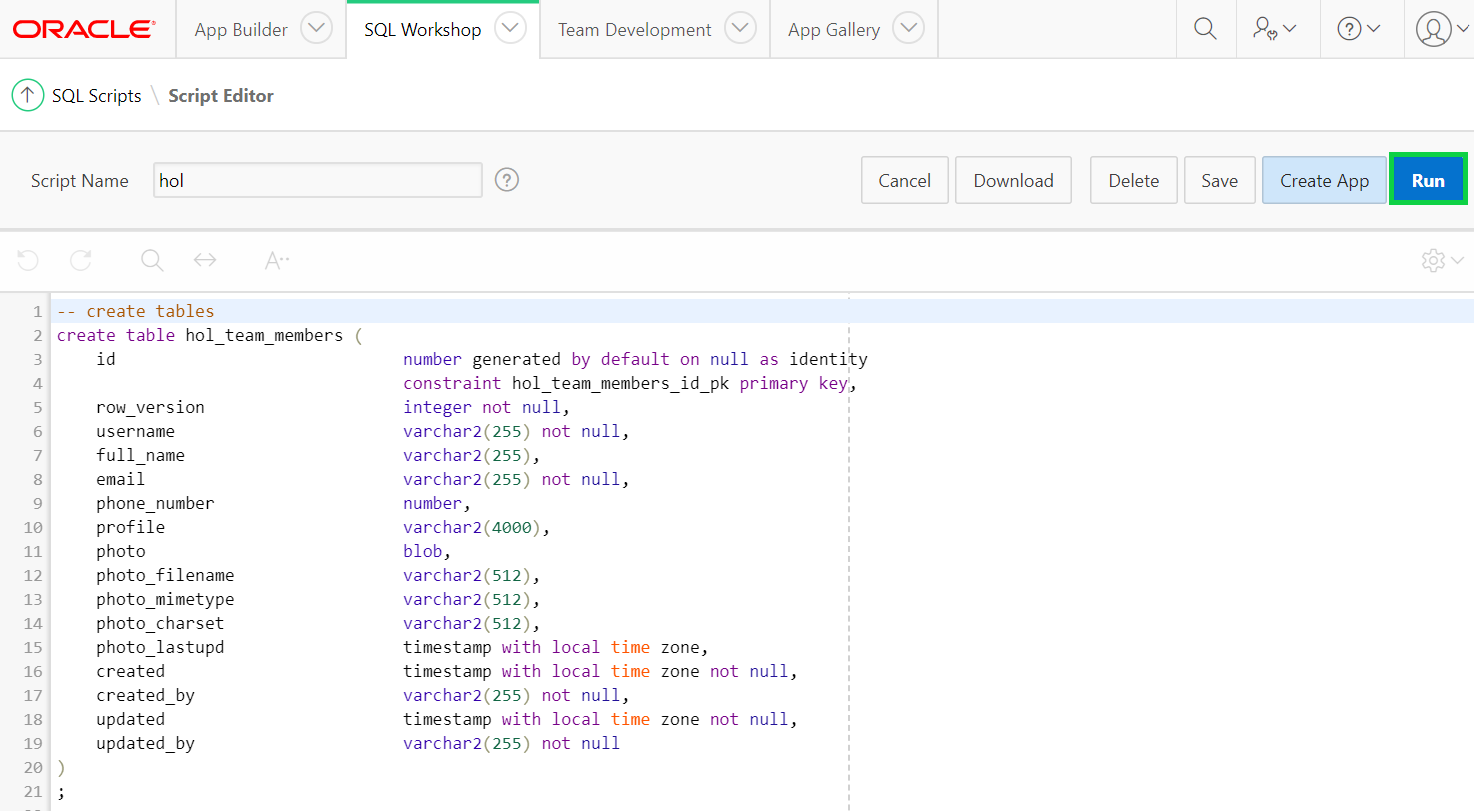 ORACLE® App Builder SQL Workshop Team Development App Gallery
SQL Scripts \ Script Editor
Script Name hol Cancel Download Delete Save Create App Run
1 -- create tables
2 create table hol_team_members (
3     id                              number generated by default on null as identity
4                                     constraint hol_team_members_id_pk primary key,
5     row_version                     integer not null,
6     username                        varchar2(255) not null,
7     full_name                       varchar2(255),
8     email                           varchar2(255) not null,
9     phone_number                    number,
10     profile                         varchar2(4000),
11     photo                           blob,
12     photo_filename                  varchar2(512),
13     photo_mimetype                  varchar2(512),
14     photo_charset                   varchar2(512),
15     photo_lastupd                   timestamp with local time zone,
16     created                         timestamp with local time zone not null,
17     created_by                      varchar2(255) not null,
18     updated                         timestamp with local time zone not null,
19     updated_by                      varchar2(255) not null
20 )
21 ;